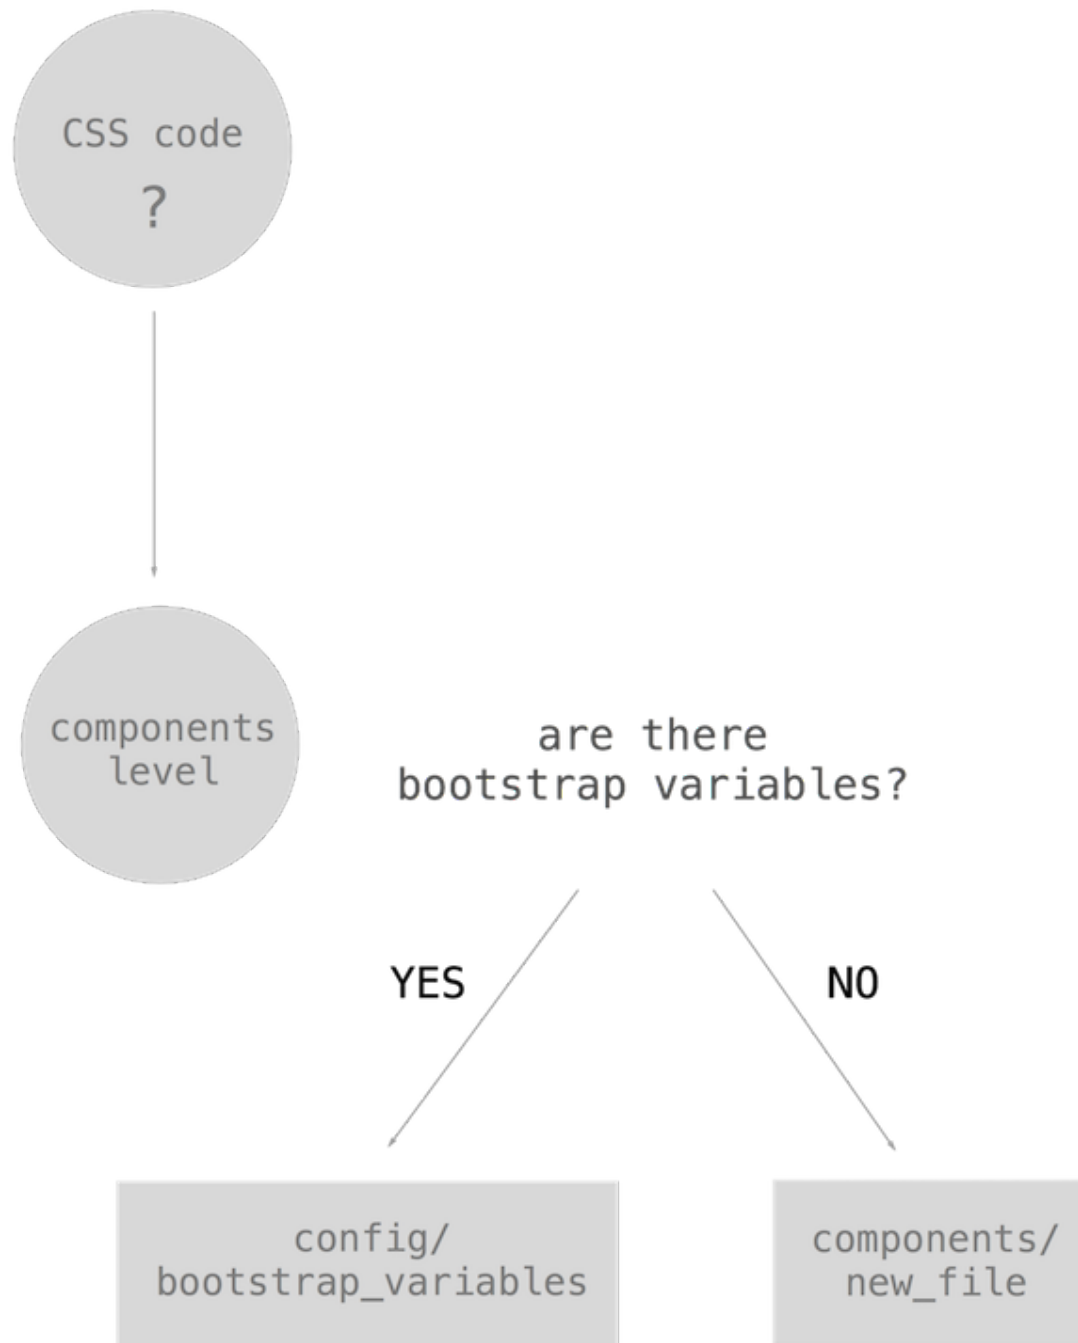 CSS code
?
components
level
are there
bootstrap variables?
YES
NO
config/
bootstrap_variables
components/
new_file